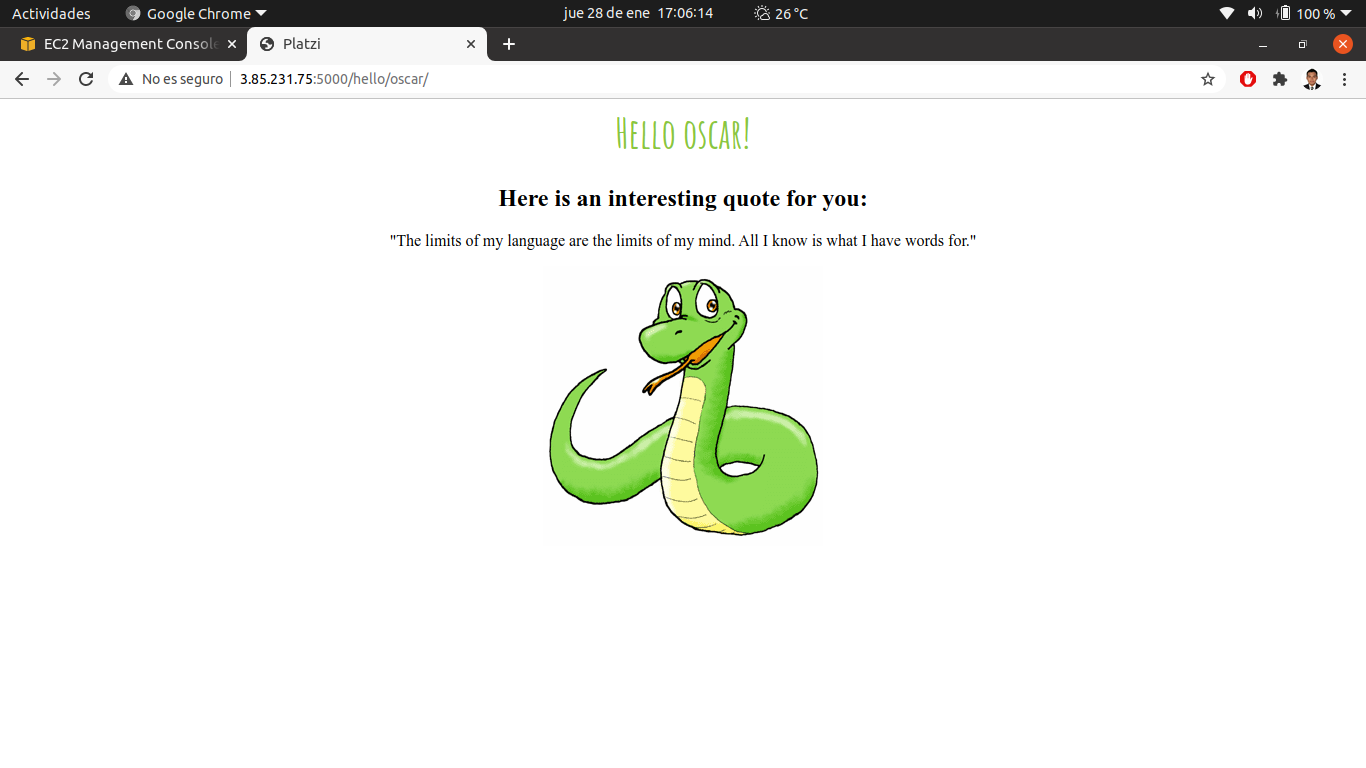 Actividades Google Chrome jue 28 de ene 17:06:14 26 °C 100 %
EC2 Management Console Platzi
No es seguro 3.85.231.75:5000/hello/oscar/
Hello oscar!
Here is an interesting quote for you:
"The limits of my language are the limits of my mind. All I know is what I have words for."